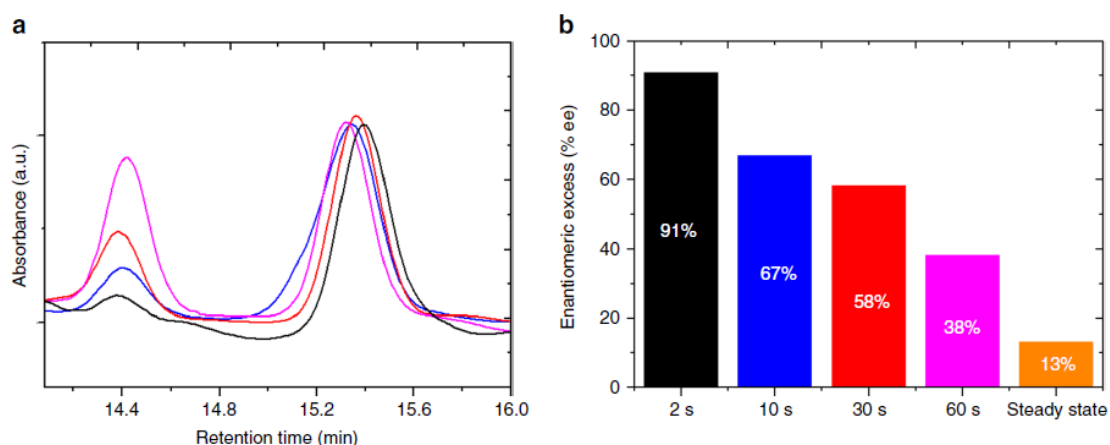 a
Absorbance (a.u.)
14.4 14.8 15.2 15.6 16.0
Retention time (min)
b
Enantiomeric excess (% ee)
100
80
60
40
20
0
91%
67%
58%
38%
13%
2 s 10 s 30 s 60 s Steady state